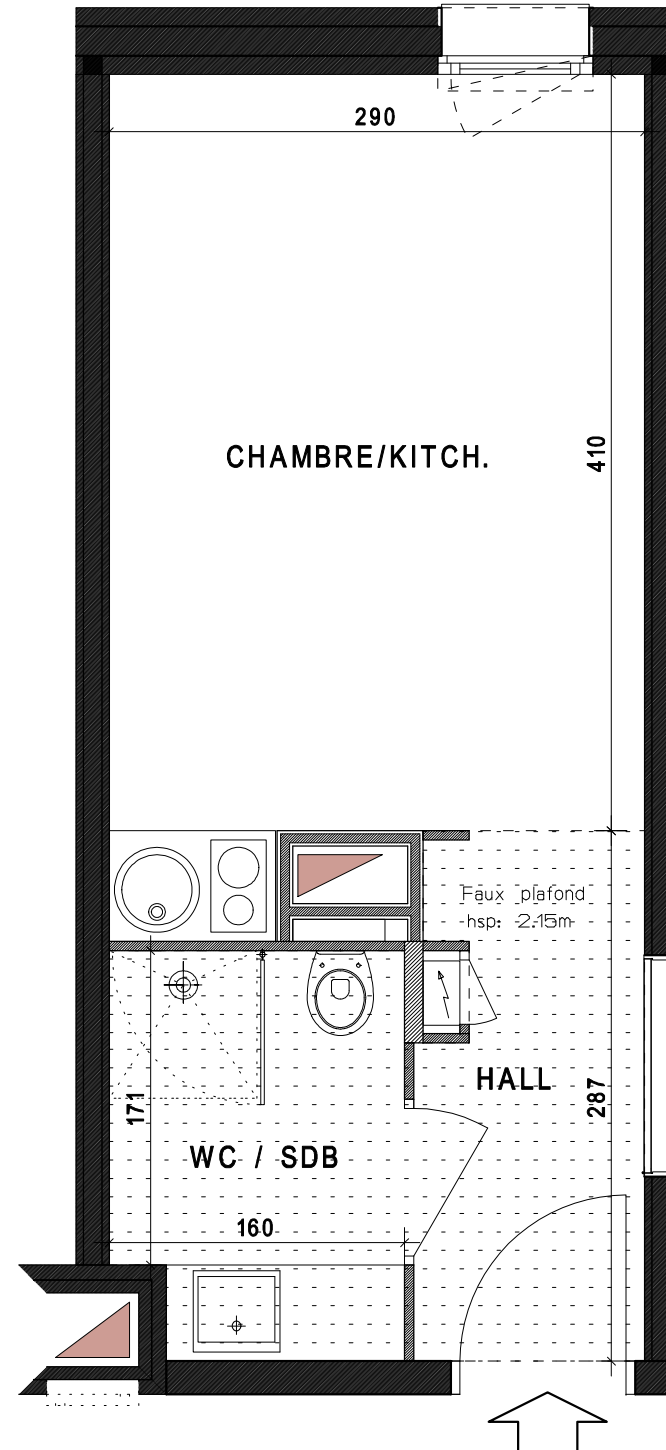 290
CHAMBRE/KITCH.
410
Faux plafond
hsp: 2.15m
HALL
287
171
WC / SDB
160